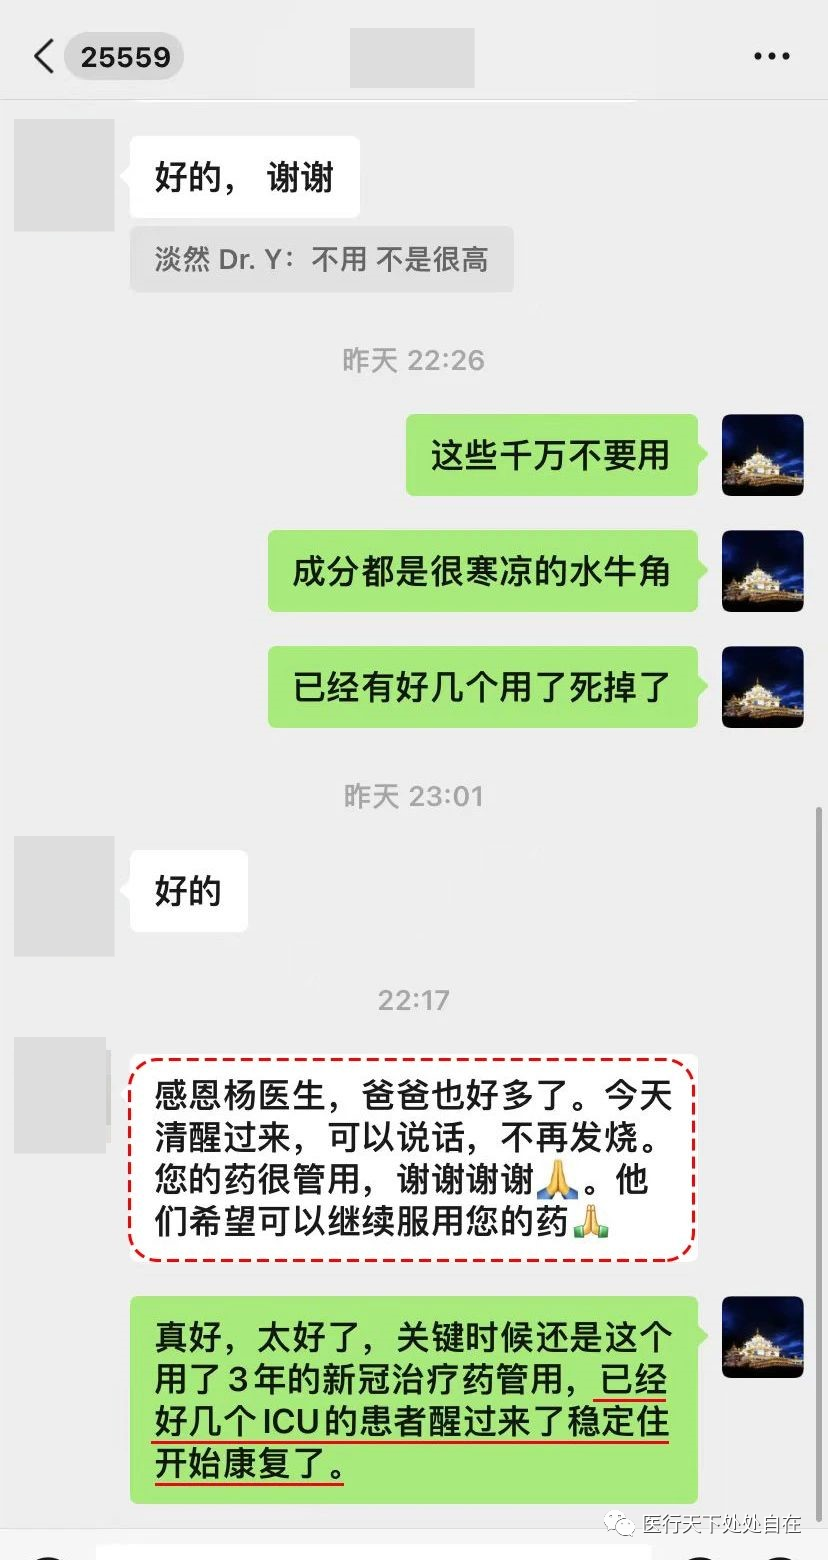 25559
好的， 谢谢
淡然 Dr. Y：不用 不是很高
昨天 22:26
这些千万不要用
成分都是很寒凉的水牛角
已经有好几个用了死掉了
昨天 23:01
好的
22:17
感恩杨医生，爸爸也好多了。今天
清醒过来，可以说话，不再发烧。
您的药很管用，谢谢谢谢🙏。他
们希望可以继续服用您的药🙏
真好，太好了，关键时候还是这个
用了3年的新冠治疗药管用，已经
好几个ICU的患者醒过来了稳定住
开始康复了。
医行天下处处自在